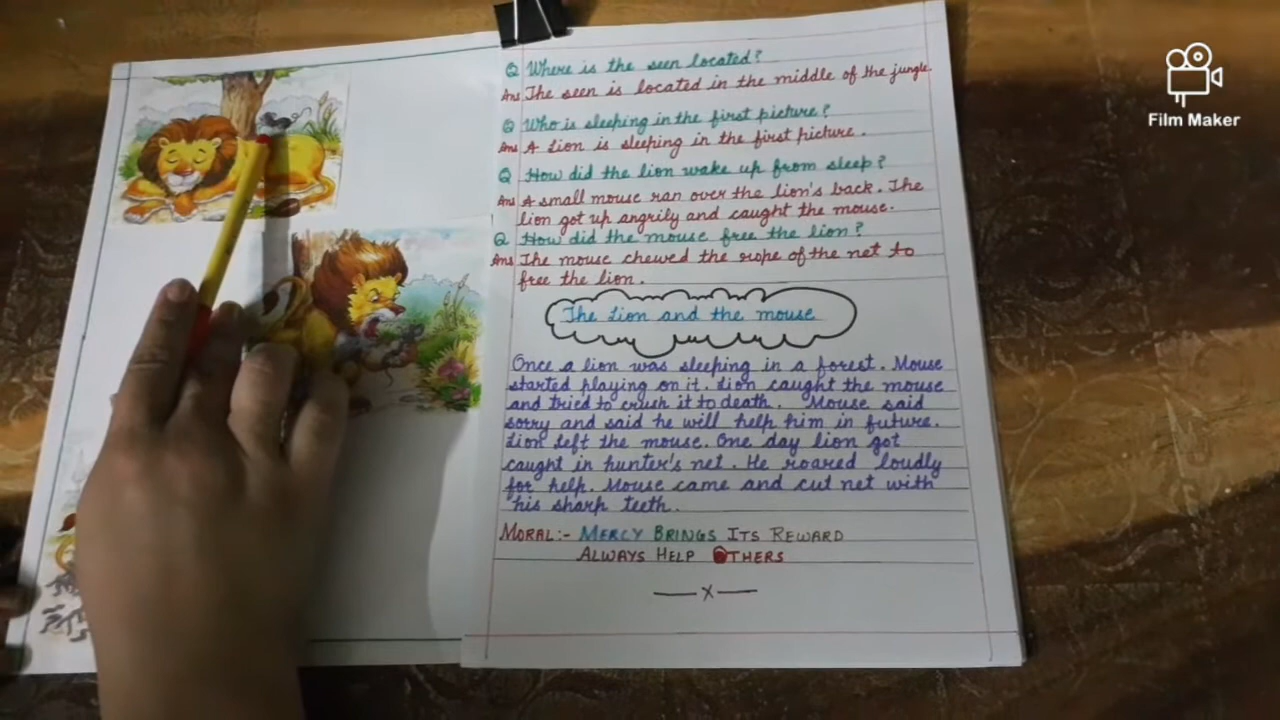 Q Where is the seen located?
Ans The seen is located in the middle of the jungle.
Q Who is sleeping in the first picture?
Ans A Lion is sleeping in the first picture.
Q How did the lion wake up from sleep?
Ans A small mouse ran over the lion's back. The
lion got up angrily and caught the mouse.
Q How did the mouse free the lion?
Ans The mouse chewed the rope of the net to
free the lion.
The Lion and the mouse
Once a lion was sleeping in a forest. Mouse
started playing on it. Lion caught the mouse
and tried to crush it to death. Mouse said
sorry and said he will help him in future.
Lion left the mouse. One day lion got
caught in hunter's net. He roared loudly
for help. Mouse came and cut net with
his sharp teeth.
MORAL:- MERCY BRINGS ITS REWARD
ALWAYS HELP OTHERS
x
Film Maker